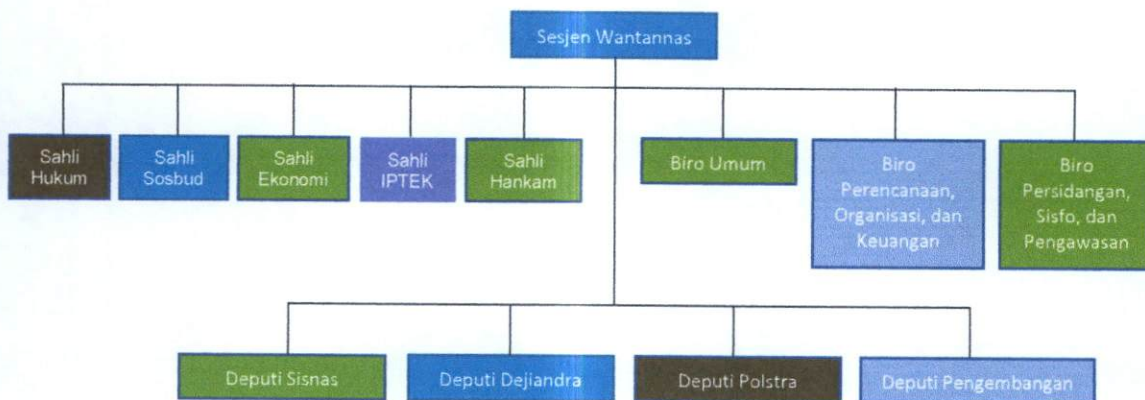 Sesjen Wantannas
Sahli
Hukum
Sahli
Sosbud
Sahli
Ekonomi
Sahli
IPTEK
Sahli
Hankam
Biro Umum
Biro
Perencanaan,
Organisasi, dan
Keuangan
Biro
Persidangan,
Sisfo, dan
Pengawasan
Deputi Sisnas
Deputi Dejiandra
Deputi Polstra
Deputi Pengembangan